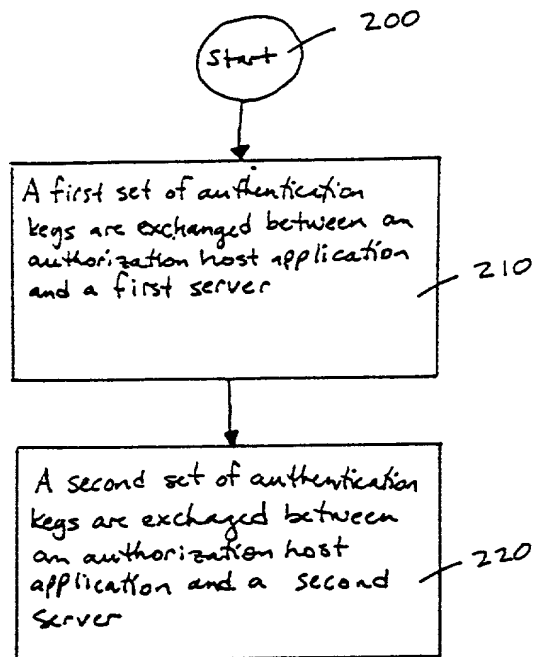 200
Start
A first set of authentication
kegs are exchanged between an
authorization host application
and a first server
210
A second set of authentication
kegs are exchaged between
an authorization host
application and a second
server
220